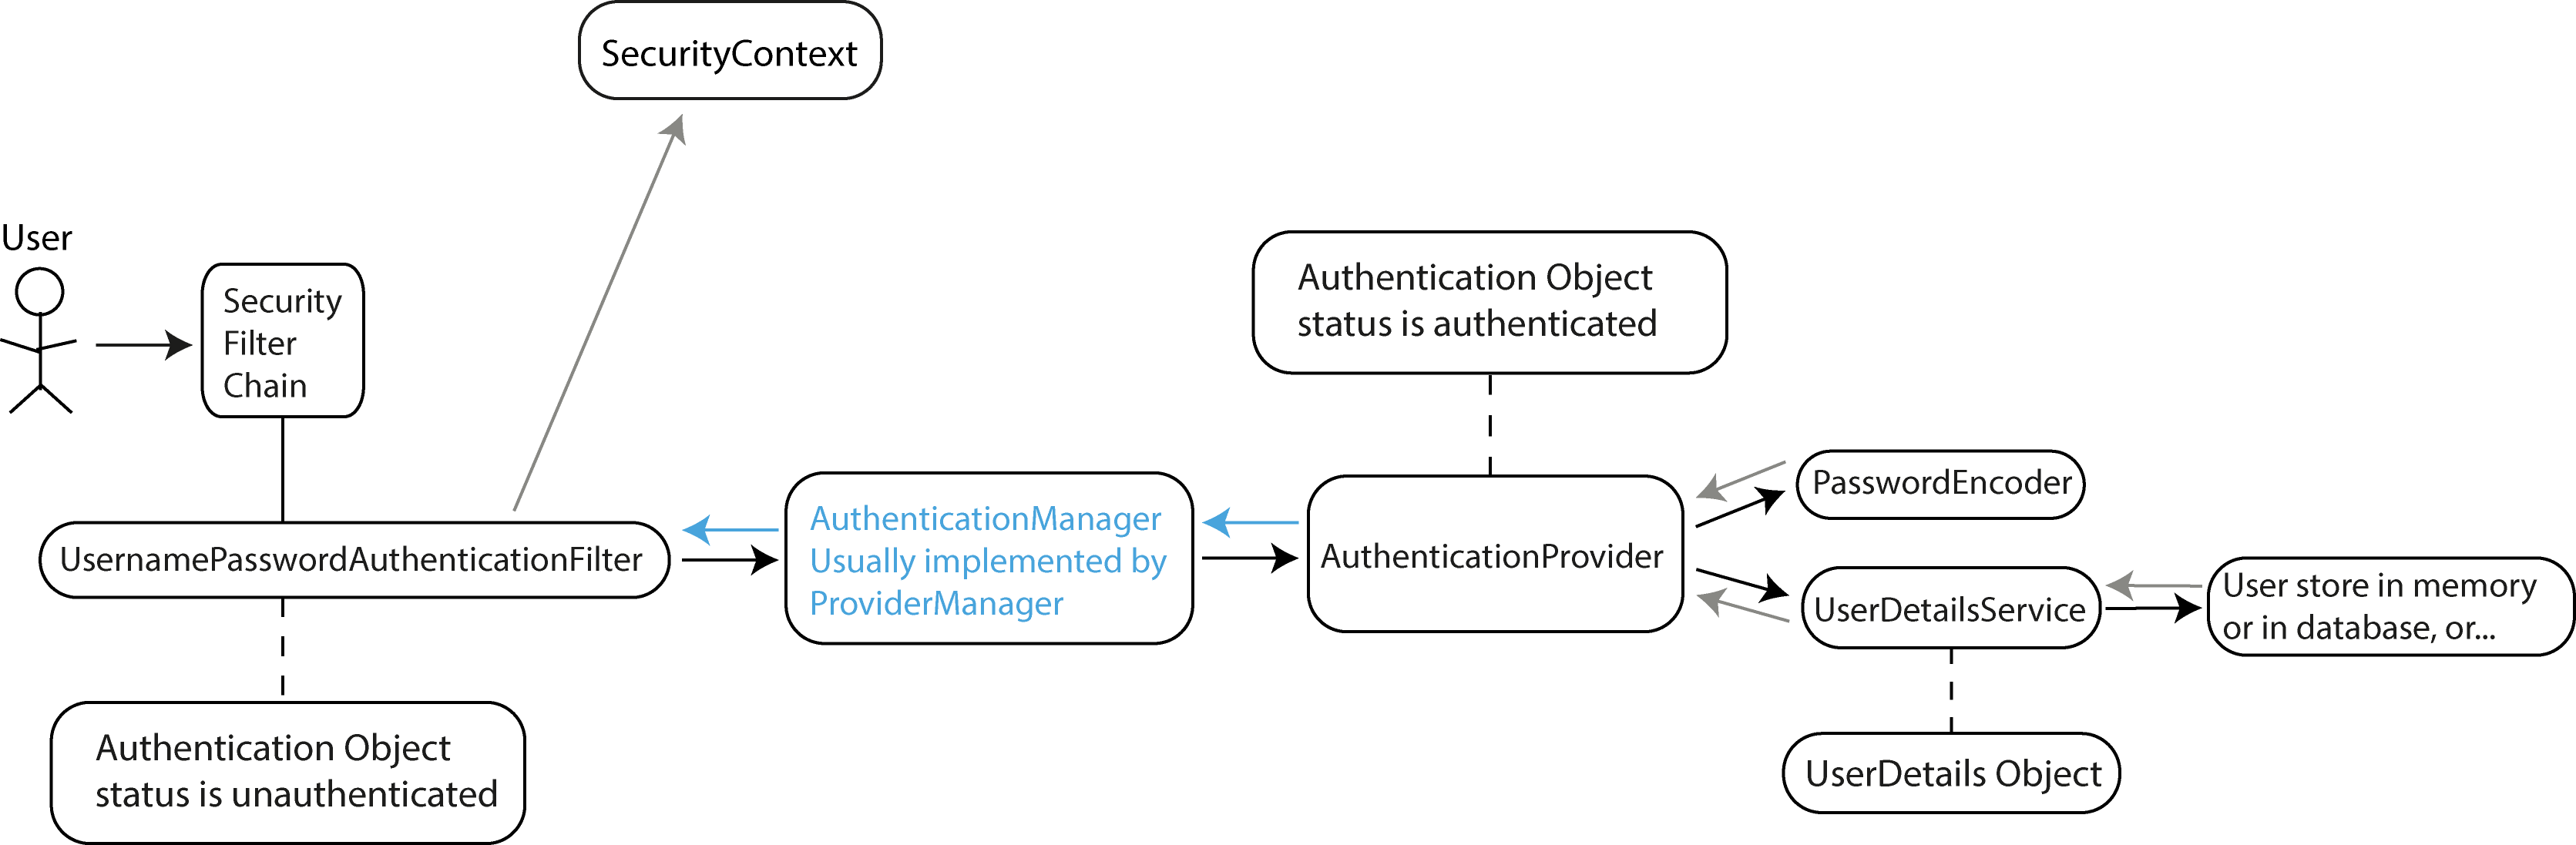 SecurityContext
User
Security
Filter
Chain
Authentication Object
status is authenticated
UsernamePasswordAuthenticationFilter
AuthenticationManager
Usually implemented by
ProviderManager
AuthenticationProvider
PasswordEncoder
UserDetailsService
User store in memory
or in database, or...
Authentication Object
status is unauthenticated
UserDetails Object